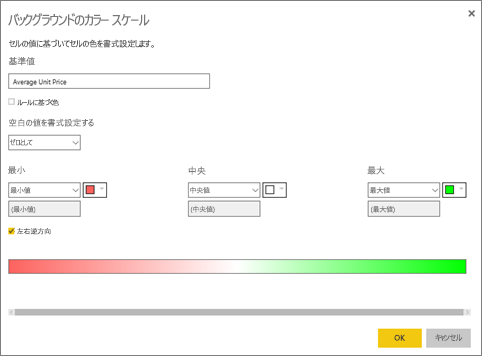 バックグラウンドのカラー スケール
セルの値に基づいてセルの色を書式設定します。
基準値
Average Unit Price
ルールに基づく色
空白の値を書式設定する
ゼロとして
最小 中央 最大
最小値 中央値 最大値
(最小値) (中央値) (最大値)
左右逆方向
OK キャンセル